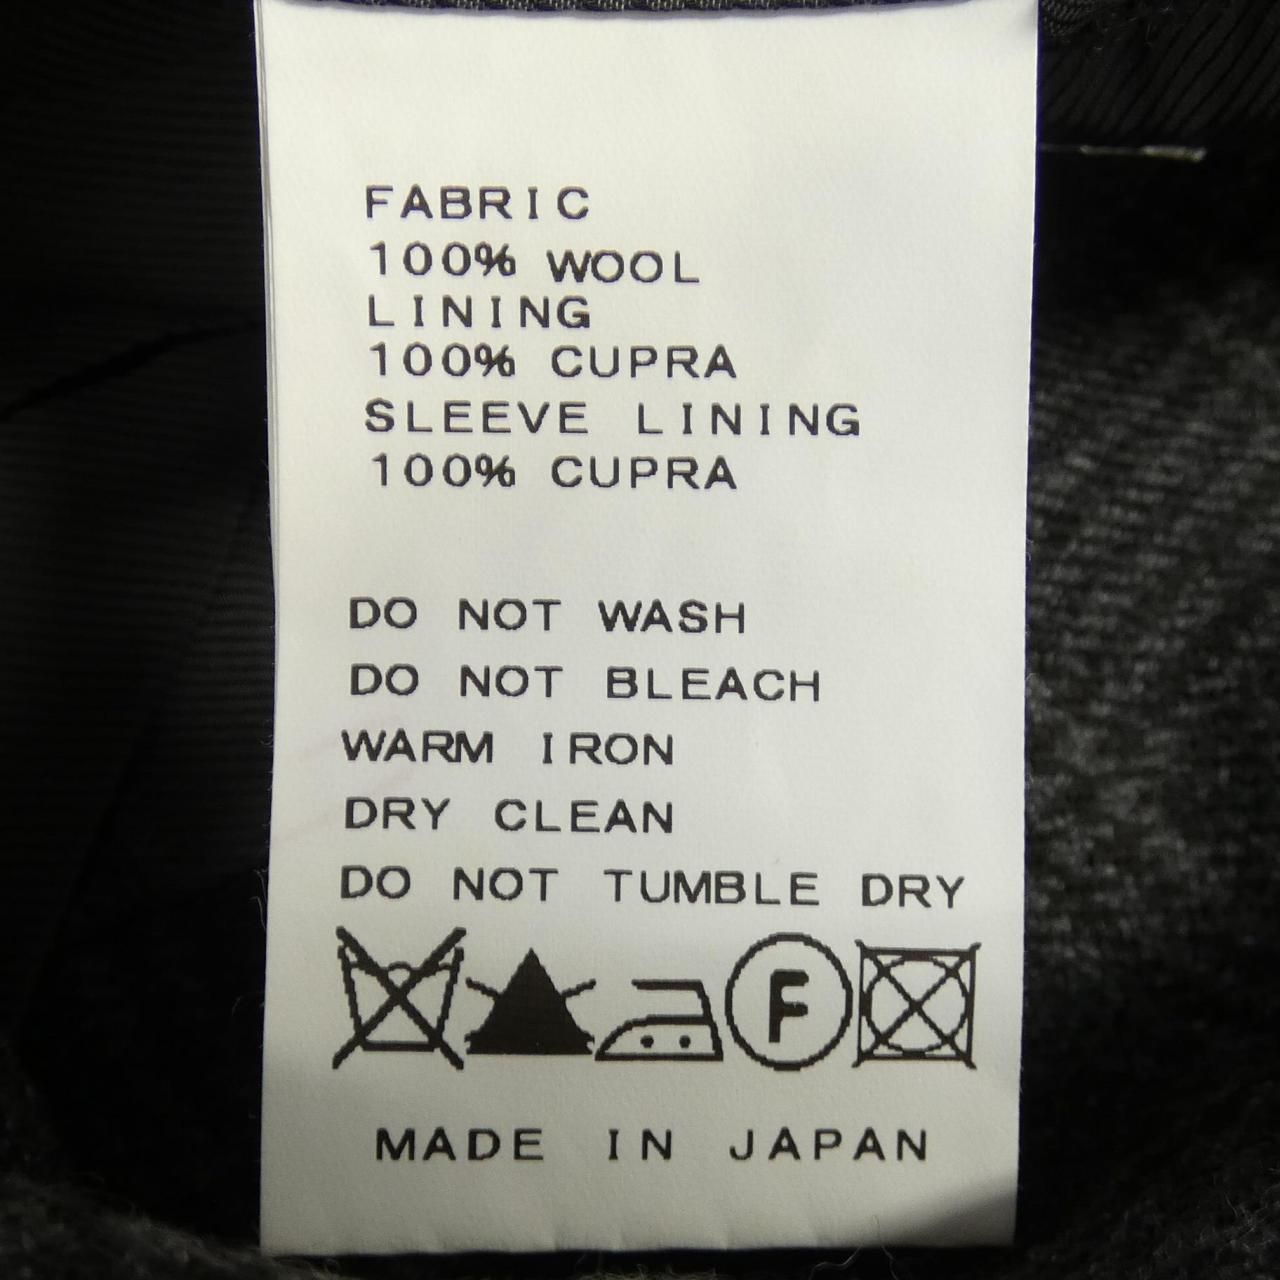 FABRIC
100% WOOL
LINING
100% CUPRA
SLEEVE LINING
100% CUPRA
DO NOT WASH
DO NOT BLEACH
WARM IRON
DRY CLEAN
DO NOT TUMBLE DRY
F
MADE IN JAPAN